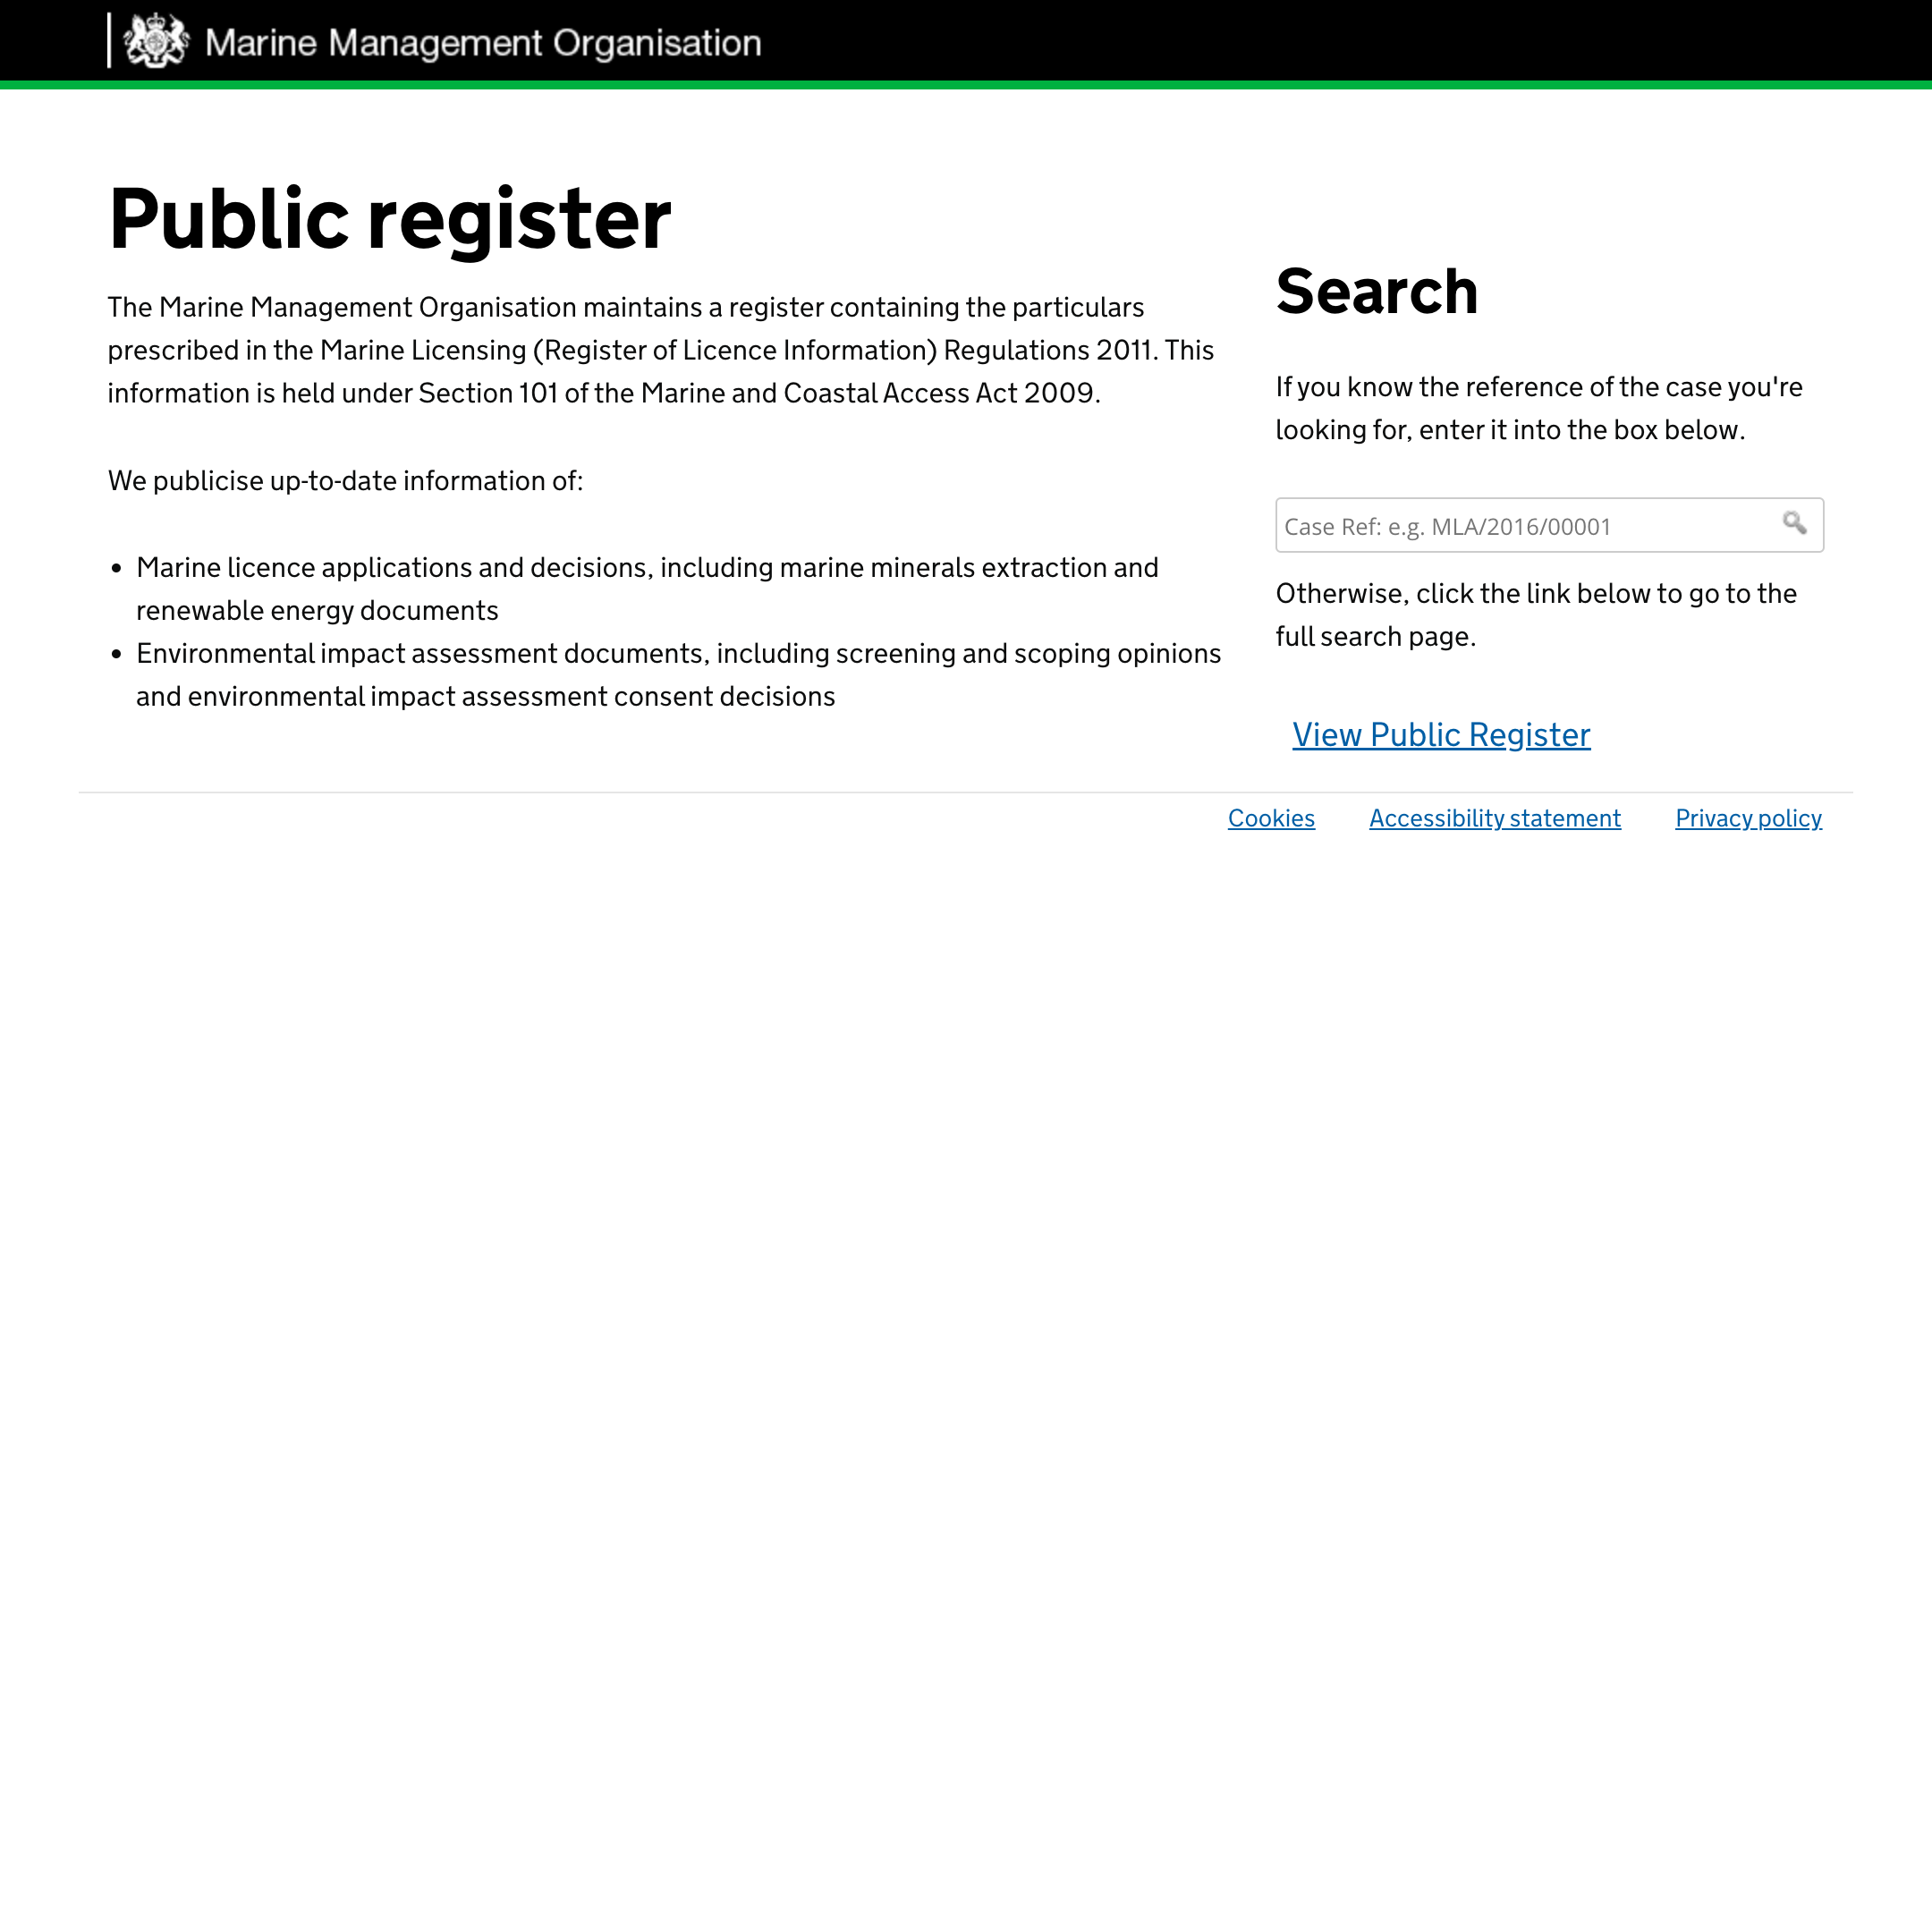 Marine Management Organisation
Public register
The Marine Management Organisation maintains a register containing the particulars
prescribed in the Marine Licensing (Register of Licence Information) Regulations 2011. This
information is held under Section 101 of the Marine and Coastal Access Act 2009.
We publicise up-to-date information of:
• Marine licence applications and decisions, including marine minerals extraction and
renewable energy documents
• Environmental impact assessment documents, including screening and scoping opinions
and environmental impact assessment consent decisions
Search
If you know the reference of the case you're
looking for, enter it into the box below.
Case Ref: e.g. MLA/2016/00001
Otherwise, click the link below to go to the
full search page.
View Public Register
Cookies Accessibility statement Privacy policy